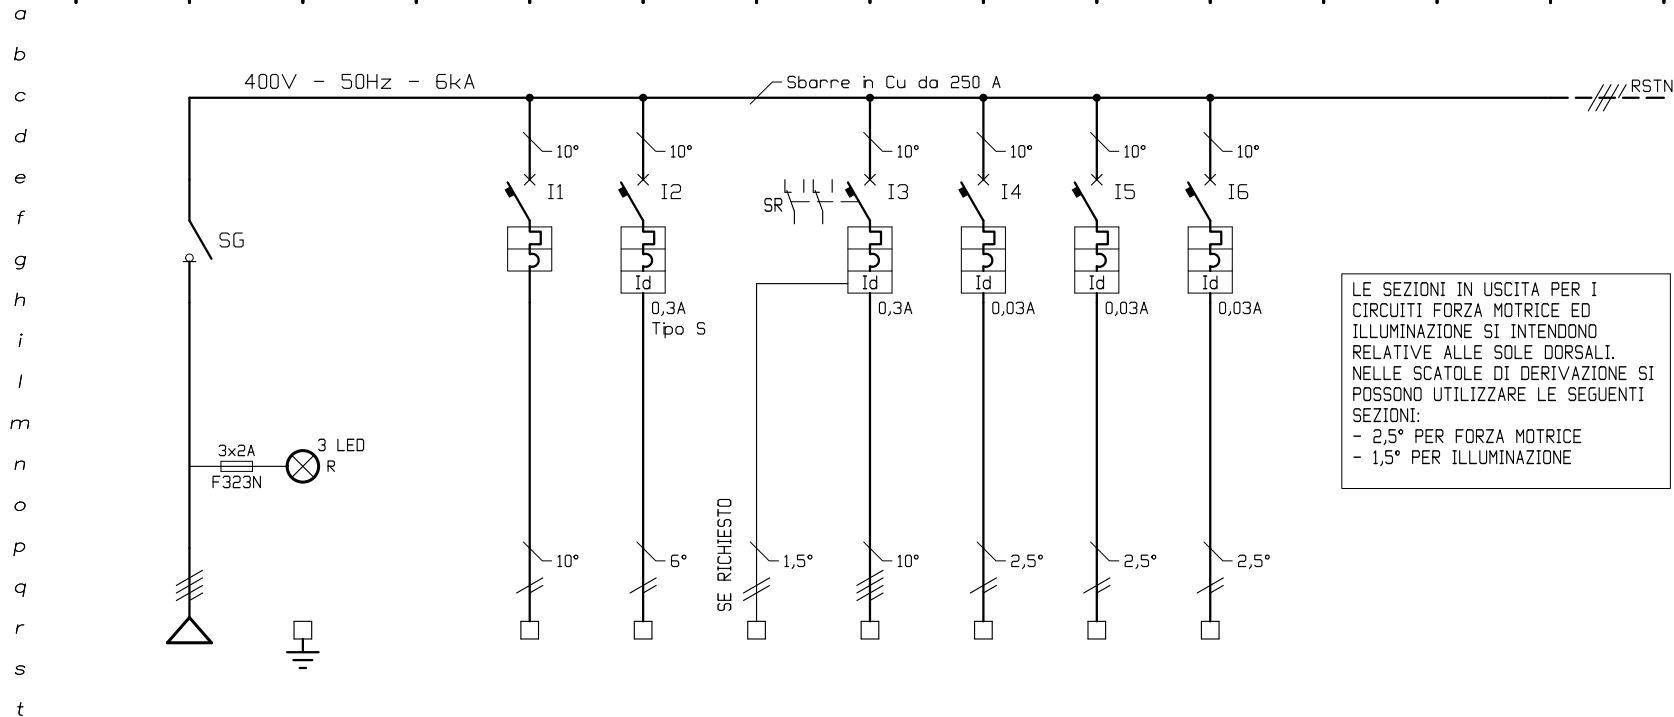 a
b
c
d
e
f
g
h
i
l
m
n
o
p
q
r
s
t
400V - 50Hz - 6kA
Sbarre in Cu da 250 A
RSTN
10°
10°
10°
10°
10°
10°
I1
I2
SR
I3
I4
I5
I6
SG
Id
Id
Id
Id
Id
0,3A
Tipo S
0,3A
0,03A
0,03A
0,03A
LE SEZIONI IN USCITA PER I
CIRCUITI FORZA MOTRICE ED
ILLUMINAZIONE SI INTENDONO
RELATIVE ALLE SOLE DORSALI.
NELLE SCATOLE DI DERIVAZIONE SI
POSSONO UTILIZZARE LE SEGUENTI
SEZIONI:
- 2,5° PER FORZA MOTRICE
- 1,5° PER ILLUMINAZIONE
3x2A
F323N
3 LED
R
SE RICHIESTO
10°
6°
1,5°
10°
2,5°
2,5°
2,5°